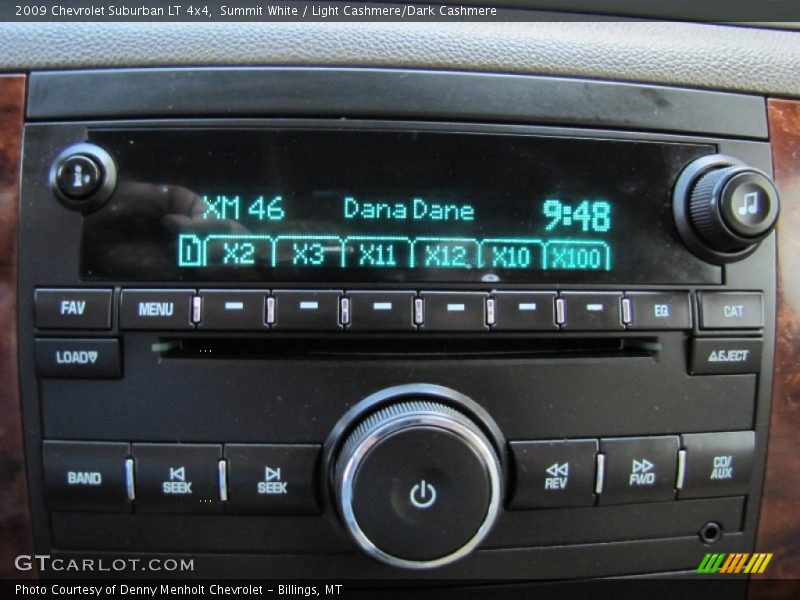 2009 Chevrolet Suburban LT 4x4,  Summit White / Light Cashmere/Dark Cashmere
i
XM 46 Dana Dane 9:48
1 X2 X3 X11 X12 X10 X100
FAV MENU EQ CAT
LOAD EJECT
BAND SEEK SEEK REV FWD CD/AUX
GTCARLOT.COM
Photo Courtesy of Denny Menholt Chevrolet – Billings, MT